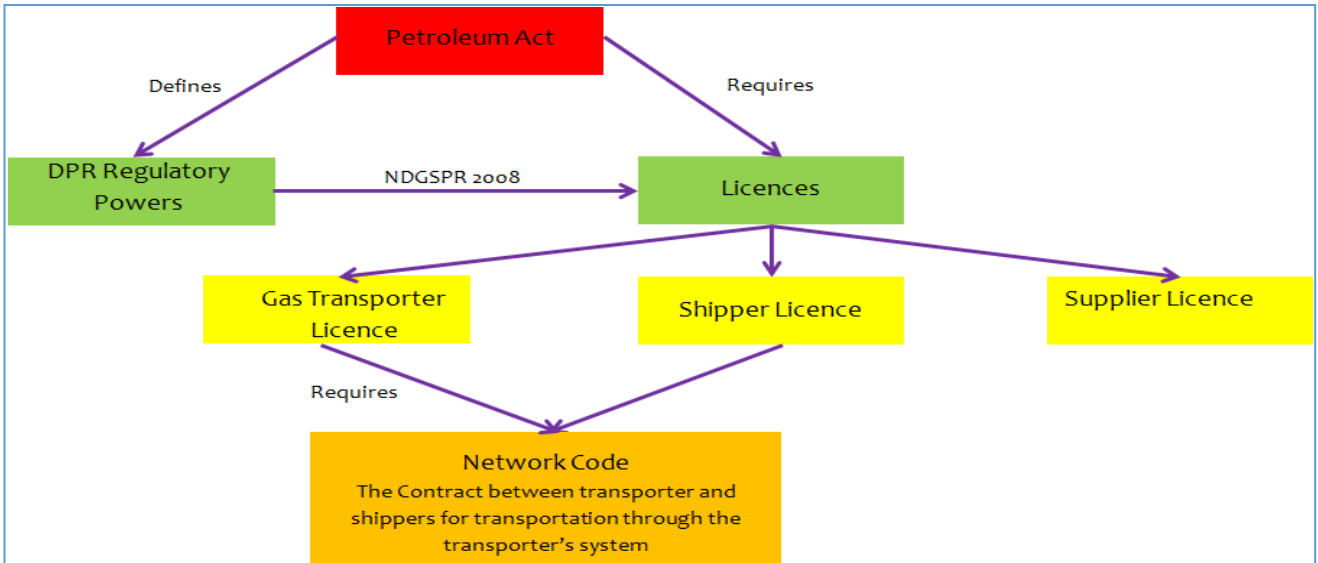 Petroleum Act
Defines
Requires
DPR Regulatory
Powers
NDGSPR 2008
Licences
Gas Transporter
Licence
Shipper Licence
Supplier Licence
Requires
Network Code
The Contract between transporter and
shippers for transportation through the
transporter's system